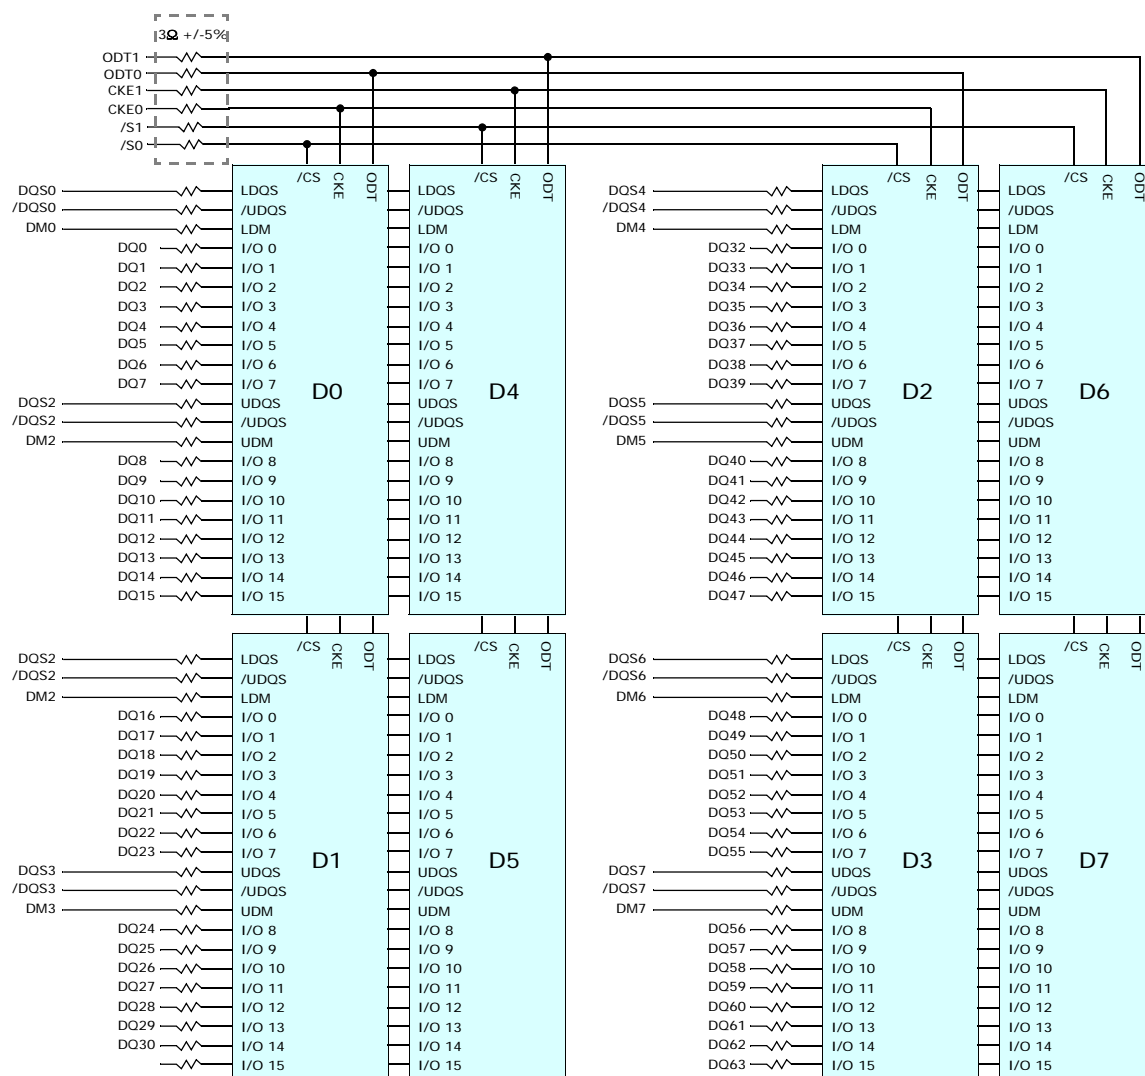 3Ω +/-5%
ODT1
ODT0
CKE1
CKE0
/S1
/S0
/CS CKE ODT /CS CKE ODT /CS CKE ODT /CS CKE ODT
DQS0 LDQS LDQS DQS4 LDQS LDQS
/DQS0 /UDQS /UDQS /DQS4 /UDQS /UDQS
DM0 LDM LDM DM4 LDM LDM
DQ0 I/O 0 I/O 0 DQ32 I/O 0 I/O 0
DQ1 I/O 1 I/O 1 DQ33 I/O 1 I/O 1
DQ2 I/O 2 I/O 2 DQ34 I/O 2 I/O 2
DQ3 I/O 3 I/O 3 DQ35 I/O 3 I/O 3
DQ4 I/O 4 I/O 4 DQ36 I/O 4 I/O 4
DQ5 I/O 5 I/O 5 DQ37 I/O 5 I/O 5
DQ6 I/O 6 I/O 6 DQ38 I/O 6 I/O 6
DQ7 I/O 7 I/O 7 DQ39 I/O 7 I/O 7
D0 D4 D2 D6
DQS2 UDQS UDQS DQS5 UDQS UDQS
/DQS2 /UDQS /UDQS /DQS5 /UDQS /UDQS
DM2 UDM UDM DM5 UDM UDM
DQ8 I/O 8 I/O 8 DQ40 I/O 8 I/O 8
DQ9 I/O 9 I/O 9 DQ41 I/O 9 I/O 9
DQ10 I/O 10 I/O 10 DQ42 I/O 10 I/O 10
DQ11 I/O 11 I/O 11 DQ43 I/O 11 I/O 11
DQ12 I/O 12 I/O 12 DQ44 I/O 12 I/O 12
DQ13 I/O 13 I/O 13 DQ45 I/O 13 I/O 13
DQ14 I/O 14 I/O 14 DQ46 I/O 14 I/O 14
DQ15 I/O 15 I/O 15 DQ47 I/O 15 I/O 15
/CS CKE ODT /CS CKE ODT /CS CKE ODT /CS CKE ODT
DQS2 LDQS LDQS DQS6 LDQS LDQS
/DQS2 /UDQS /UDQS /DQS6 /UDQS /UDQS
DM2 LDM LDM DM6 LDM LDM
DQ16 I/O 0 I/O 0 DQ48 I/O 0 I/O 0
DQ17 I/O 1 I/O 1 DQ49 I/O 1 I/O 1
DQ18 I/O 2 I/O 2 DQ50 I/O 2 I/O 2
DQ19 I/O 3 I/O 3 DQ51 I/O 3 I/O 3
DQ20 I/O 4 I/O 4 DQ52 I/O 4 I/O 4
DQ21 I/O 5 I/O 5 DQ53 I/O 5 I/O 5
DQ22 I/O 6 I/O 6 DQ54 I/O 6 I/O 6
DQ23 I/O 7 I/O 7 DQ55 I/O 7 I/O 7
D1 D5 D3 D7
DQS3 UDQS UDQS DQS7 UDQS UDQS
/DQS3 /UDQS /UDQS /DQS7 /UDQS /UDQS
DM3 UDM UDM DM7 UDM UDM
DQ24 I/O 8 I/O 8 DQ56 I/O 8 I/O 8
DQ25 I/O 9 I/O 9 DQ57 I/O 9 I/O 9
DQ26 I/O 10 I/O 10 DQ58 I/O 10 I/O 10
DQ27 I/O 11 I/O 11 DQ59 I/O 11 I/O 11
DQ28 I/O 12 I/O 12 DQ60 I/O 12 I/O 12
DQ29 I/O 13 I/O 13 DQ61 I/O 13 I/O 13
DQ30 I/O 14 I/O 14 DQ62 I/O 14 I/O 14
I/O 15 I/O 15 DQ63 I/O 15 I/O 15